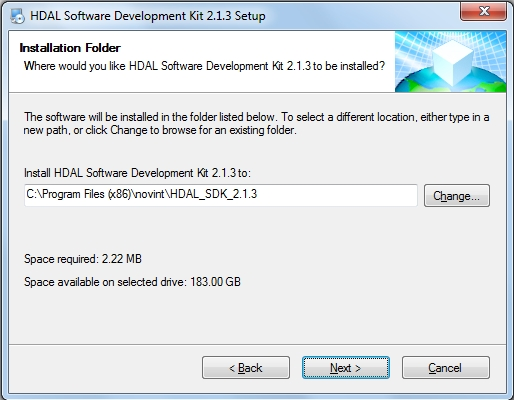 HDAL Software Development Kit 2.1.3 Setup
Installation Folder
Where would you like HDAL Software Development Kit 2.1.3 to be installed?
The software will be installed in the folder listed below. To select a different location, either type in a
new path, or click Change to browse for an existing folder.
Install HDAL Software Development Kit 2.1.3 to:
C:\Program Files (x86)\novint\HDAL_SDK_2.1.3
Change...
Space required: 2.22 MB
Space available on selected drive: 183.00 GB
< Back
Next >
Cancel